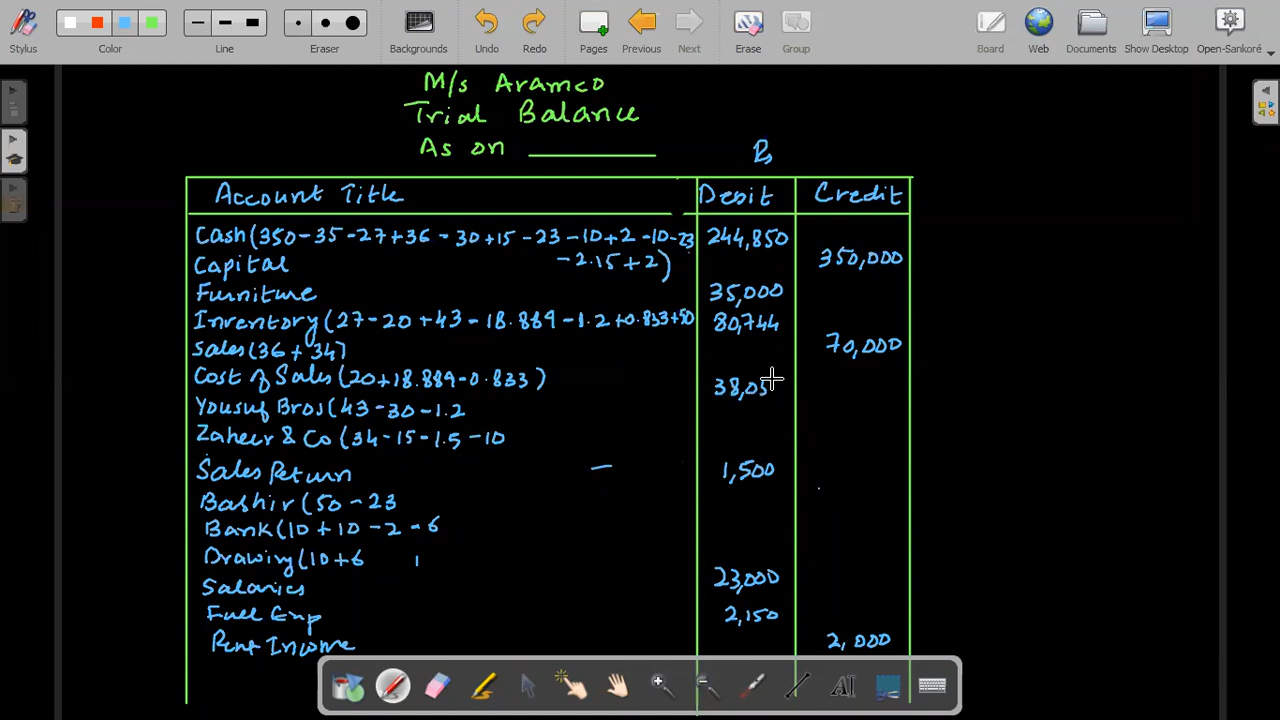 Stylus
Color
Line
Eraser
Backgrounds
Undo
Redo
Pages
Previous
Next
Erase
Group
Board
Web
Documents
Show Desktop
Open-Sankoré
M/s Aramco
Trial Balance
As on ________
Rs
Account Title Debit Credit
Cash(350-35-27+36-30+15-23-10+2-10-23 244,850
-2.15+2)
Capital 350,000
Furniture 35,000
Inventory(27-20+43-18.884-1.2+0.833+50 80,744
Sales(36+34) 70,000
Cost of Sales(20+18.884-0.833) 38,05
Yousuf Bros(43-30-1.2
Zaheer & Co(34-15-1.5-10
Sales Return — 1,500
Bashir(50-23
Bank(10+10-2-6
Drawing(10+6
Salaries 23,000
Fuel Exp 2,150
Rent Income 2,000
AI